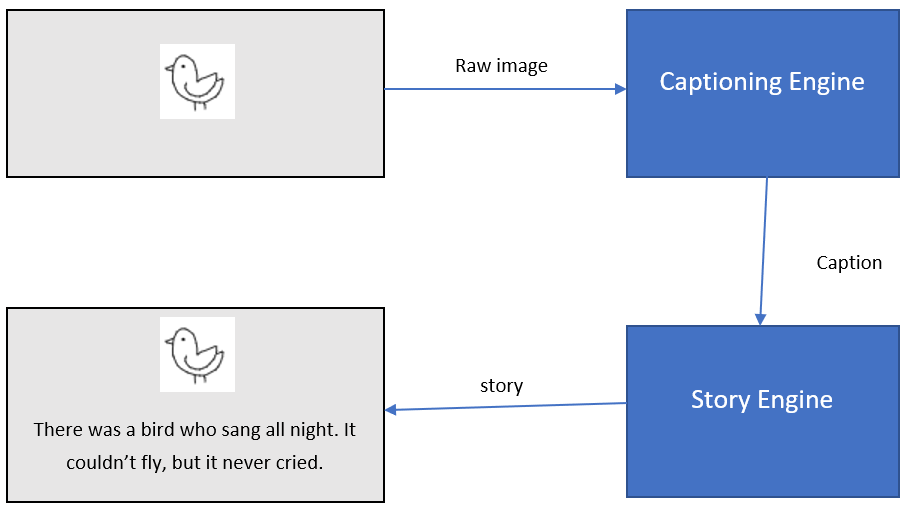 Raw image
Captioning Engine
Caption
Story Engine
story
There was a bird who sang all night. It
couldn’t fly, but it never cried.